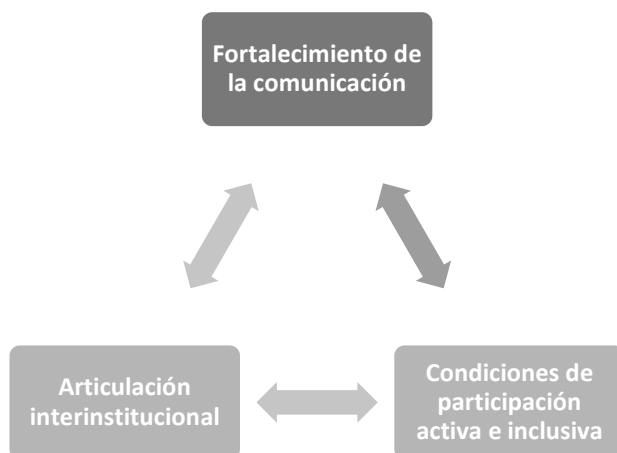 Fortalecimiento de
la comunicación
Articulación
interinstitucional
Condiciones de
participación
activa e inclusiva